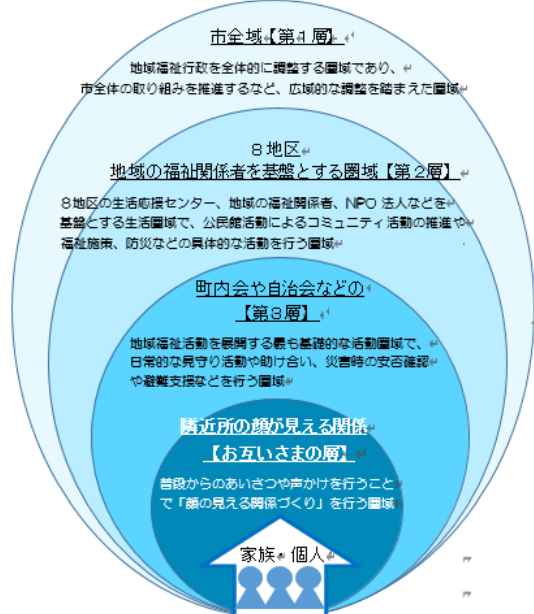 市全域【第1層】
地域福祉行政を全体的に調整する圏域であり、
市全体の取り組みを推進するなど、広域的な調整を踏まえた圏域
8地区
地域の福祉関係者を基盤とする圏域【第2層】
8地区の生活応援センター、地域の福祉関係者、NPO 法人などを
基盤とする生活圏域で、公民館活動によるコミュニティ活動の推進や
福祉施策、防災などの具体的な活動を行う圏域
町内会や自治会などの
【第3層】
地域福祉活動を展開する最も基礎的な活動圏域で、
日常的な見守り活動や助け合い、災害時の安否確認
や避難支援などを行う圏域
隣近所の顔が見える関係
【お互いさまの層】
普段からのあいさつや声かけを行うこと
で「顔の見える関係づくり」を行う圏域
家族 個人